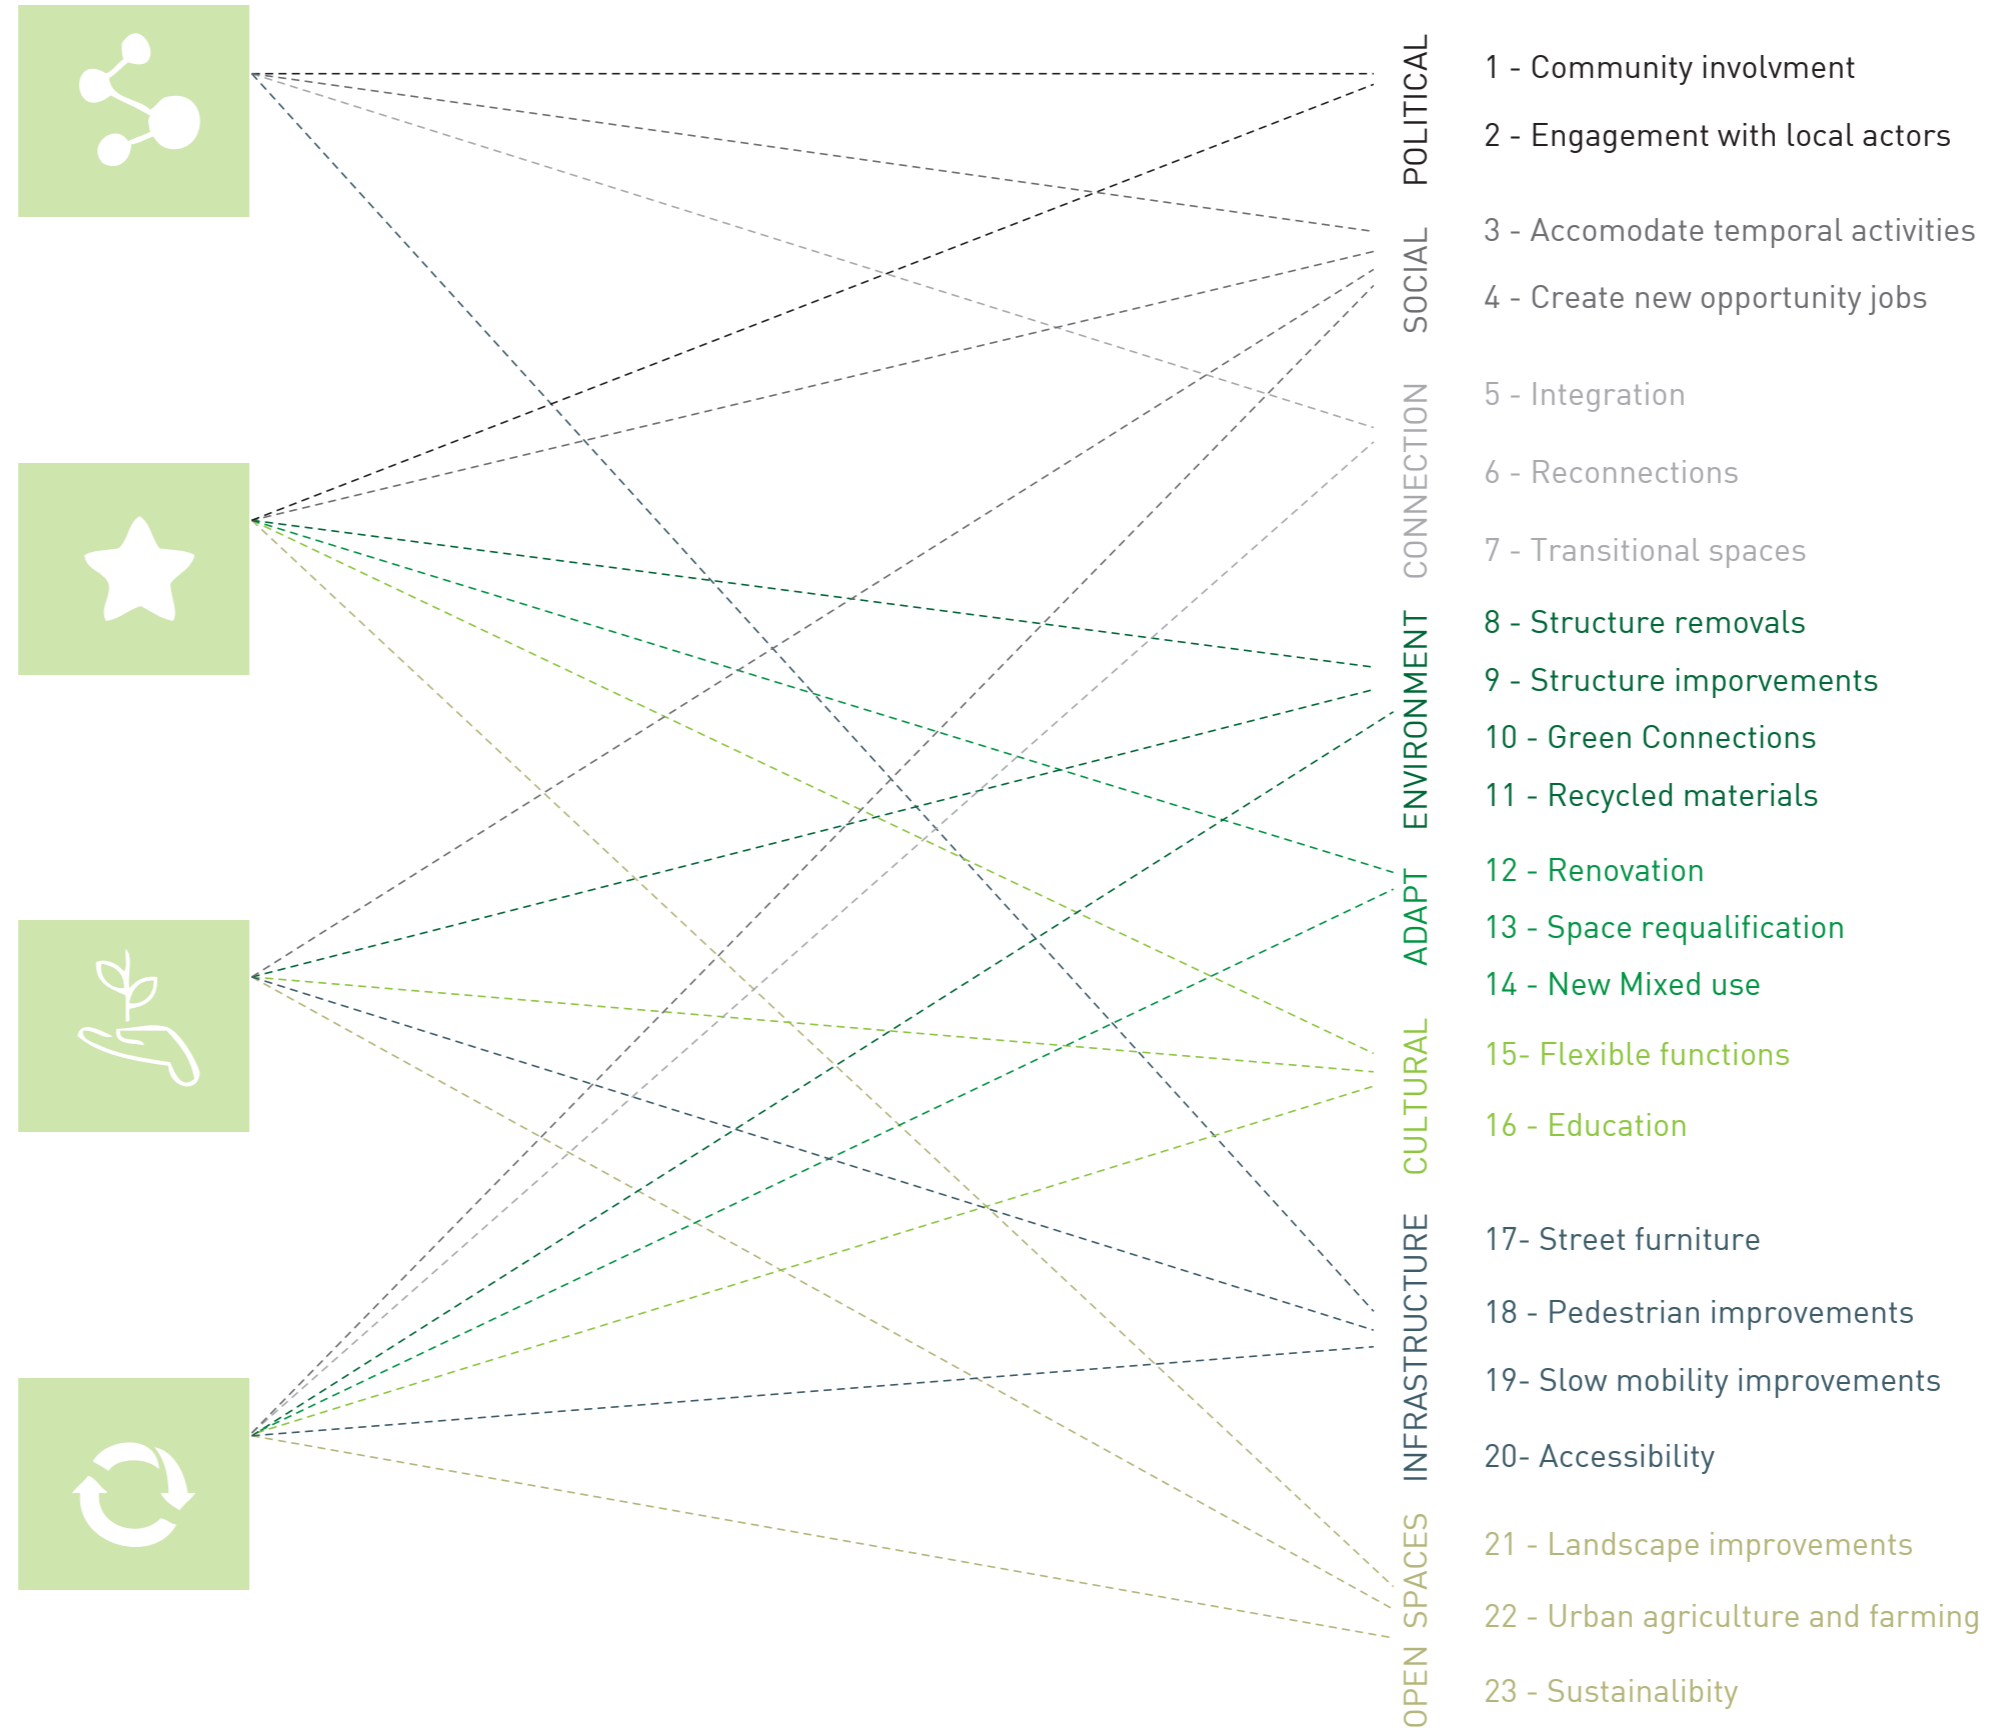 POLITICAL
1 - Community involvment
2 - Engagement with local actors
SOCIAL
3 - Accomodate temporal activities
4 - Create new opportunity jobs
CONNECTION
5 - Integration
6 - Reconnections
7 - Transitional spaces
ENVIRONMENT
8 - Structure removals
9 - Structure imporvements
10 - Green Connections
11 - Recycled materials
ADAPT
12 - Renovation
13 - Space requalification
14 - New Mixed use
CULTURAL
15- Flexible functions
16 - Education
INFRASTRUCTURE
17- Street furniture
18 - Pedestrian improvements
19- Slow mobility improvements
20- Accessibility
OPEN SPACES
21 - Landscape improvements
22 - Urban agriculture and farming
23 - Sustainalibity